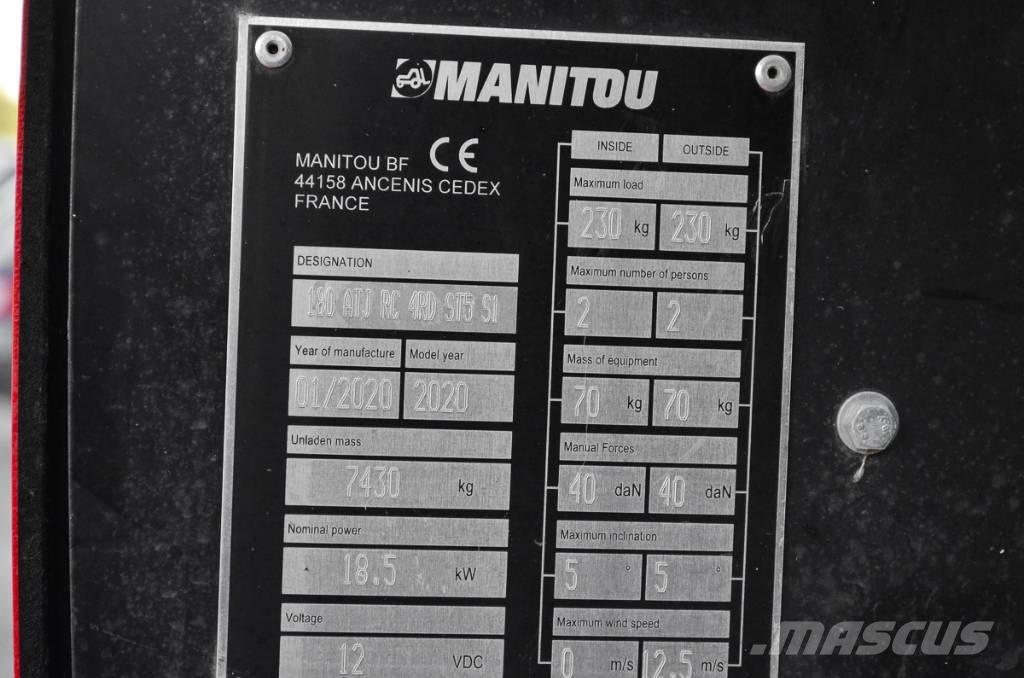 MANITOU
MANITOU BF CE
44158 ANCENIS CEDEX
FRANCE
DESIGNATION
180 ATJ RC 4RD ST5 S1
Year of manufacture Model year
01/2020 2020
Unladen mass
7430 kg
Nominal power
18.5 kW
Voltage
12 VDC
INSIDE OUTSIDE
Maximum load
230 kg 230 kg
Maximum number of persons
2 2
Mass of equipment
70 kg 70 kg
Manual Forces
40 daN 40 daN
Maximum inclination
5 ° 5 °
Maximum wind speed
0 m/s 12.5 m/s
.MASCUS